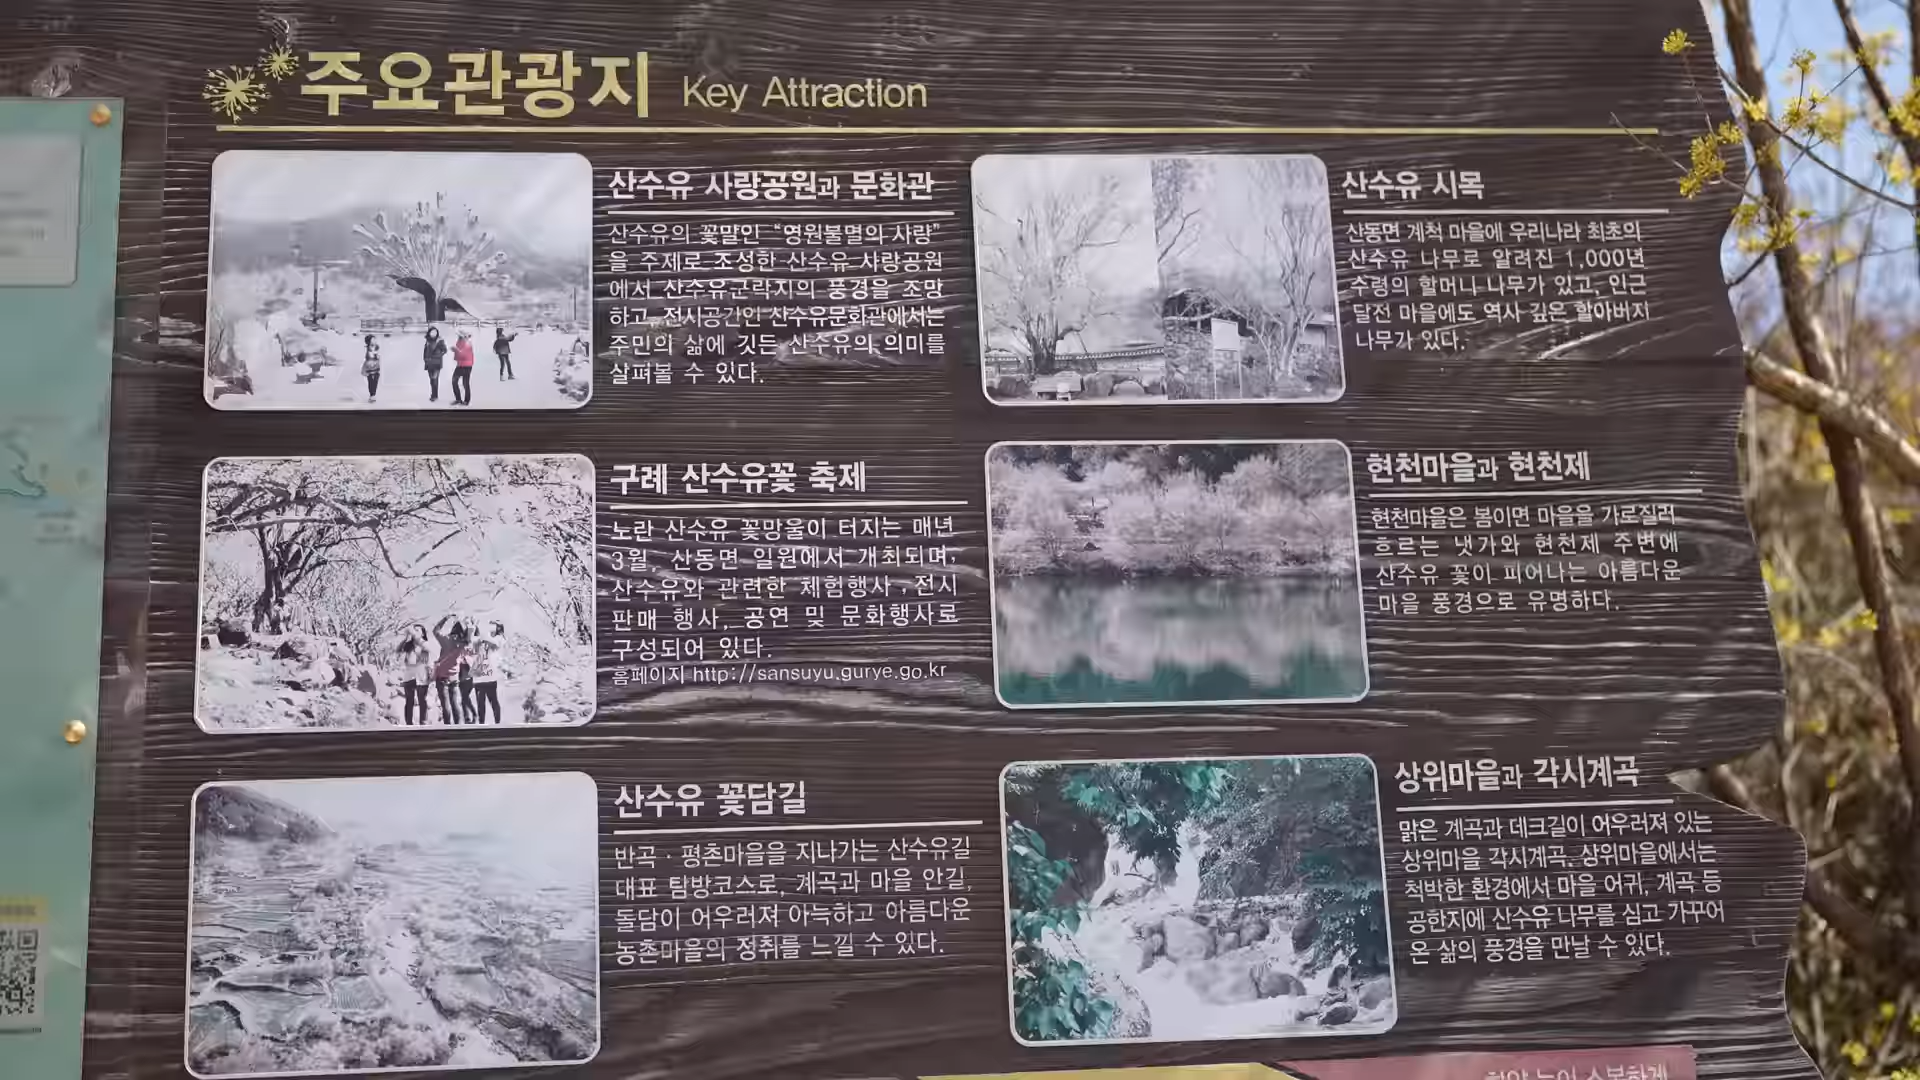 주요관광지 Key Attraction
산수유 사랑공원과 문화관
산수유의 꽃말인 “영원불멸의 사랑”
을 주제로 조성한 산수유 사랑공원
에서 산수유군락지의 풍경을 조망
하고, 전시공간인 산수유문화관에서는
주민의 삶에 깃든 산수유의 의미를
살펴볼 수 있다.
산수유 시목
산동면 계척 마을에 우리나라 최초의
산수유 나무로 알려진 1,000년
수령의 할머니 나무가 있고, 인근
달전 마을에도 역사 깊은 할아버지
나무가 있다.
구례 산수유꽃 축제
노란 산수유 꽃망울이 터지는 매년
3월, 산동면 일원에서 개최되며,
산수유와 관련한 체험행사, 전시
판매 행사, 공연 및 문화행사로
구성되어 있다.
홈페이지 http://sansuyu.gurye.go.kr
현천마을과 현천제
현천마을은 봄이면 마을을 가로질러
흐르는 냇가와 현천제 주변에
산수유 꽃이 피어나는 아름다운
마을 풍경으로 유명하다.
산수유 꽃담길
반곡 · 평촌마을을 지나가는 산수유길
대표 탐방코스로, 계곡과 마을 안길,
돌담이 어우러져 아늑하고 아름다운
농촌마을의 정취를 느낄 수 있다.
상위마을과 각시계곡
맑은 계곡과 데크길이 어우러져 있는
상위마을 각시계곡. 상위마을에서는
척박한 환경에서 마을 어귀, 계곡 등
공한지에 산수유 나무를 심고 가꾸어
온 삶의 풍경을 만날 수 있다.